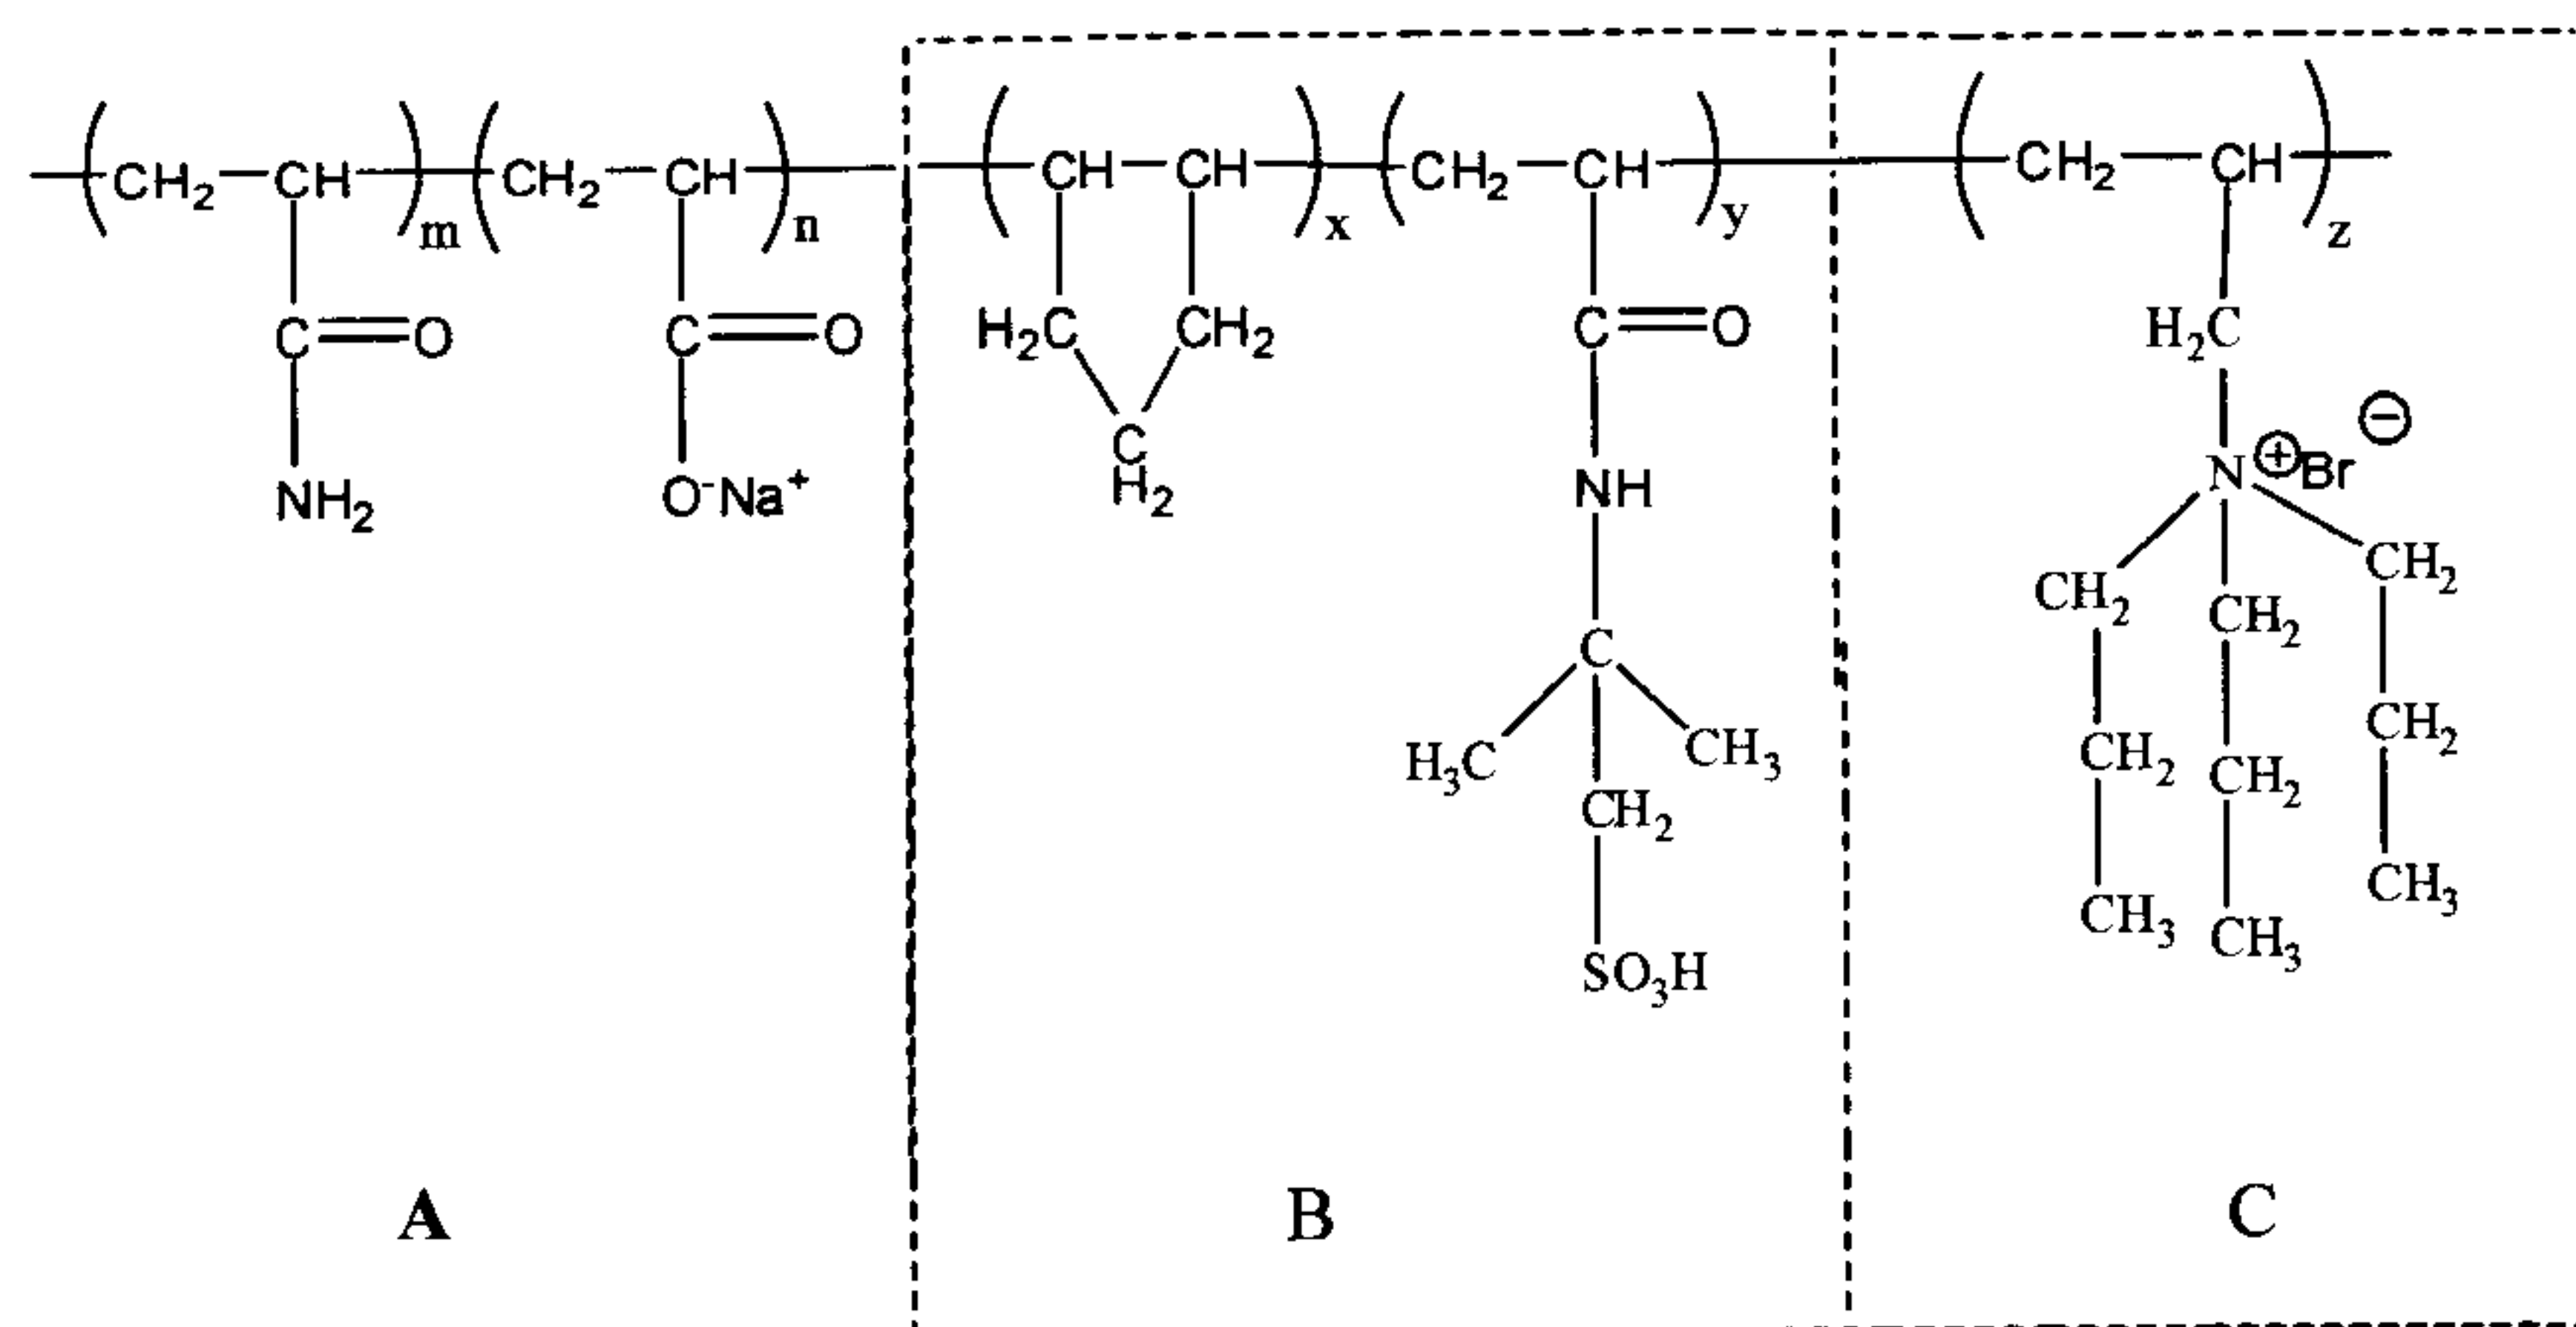 CH₂ CH m CH₂ CH n CH CH x CH₂ CH y CH₂ CH z
C O C O H₂C CH₂ C O H₂C
C H₂
NH₂ O⁻Na⁺ NH N ⊕ Br ⊖
CH₂ CH₂ CH₂
C
H₃C CH₃ CH₂ CH₂ CH₂
CH₂
CH₃ CH₃ CH₃
SO₃H
A B C